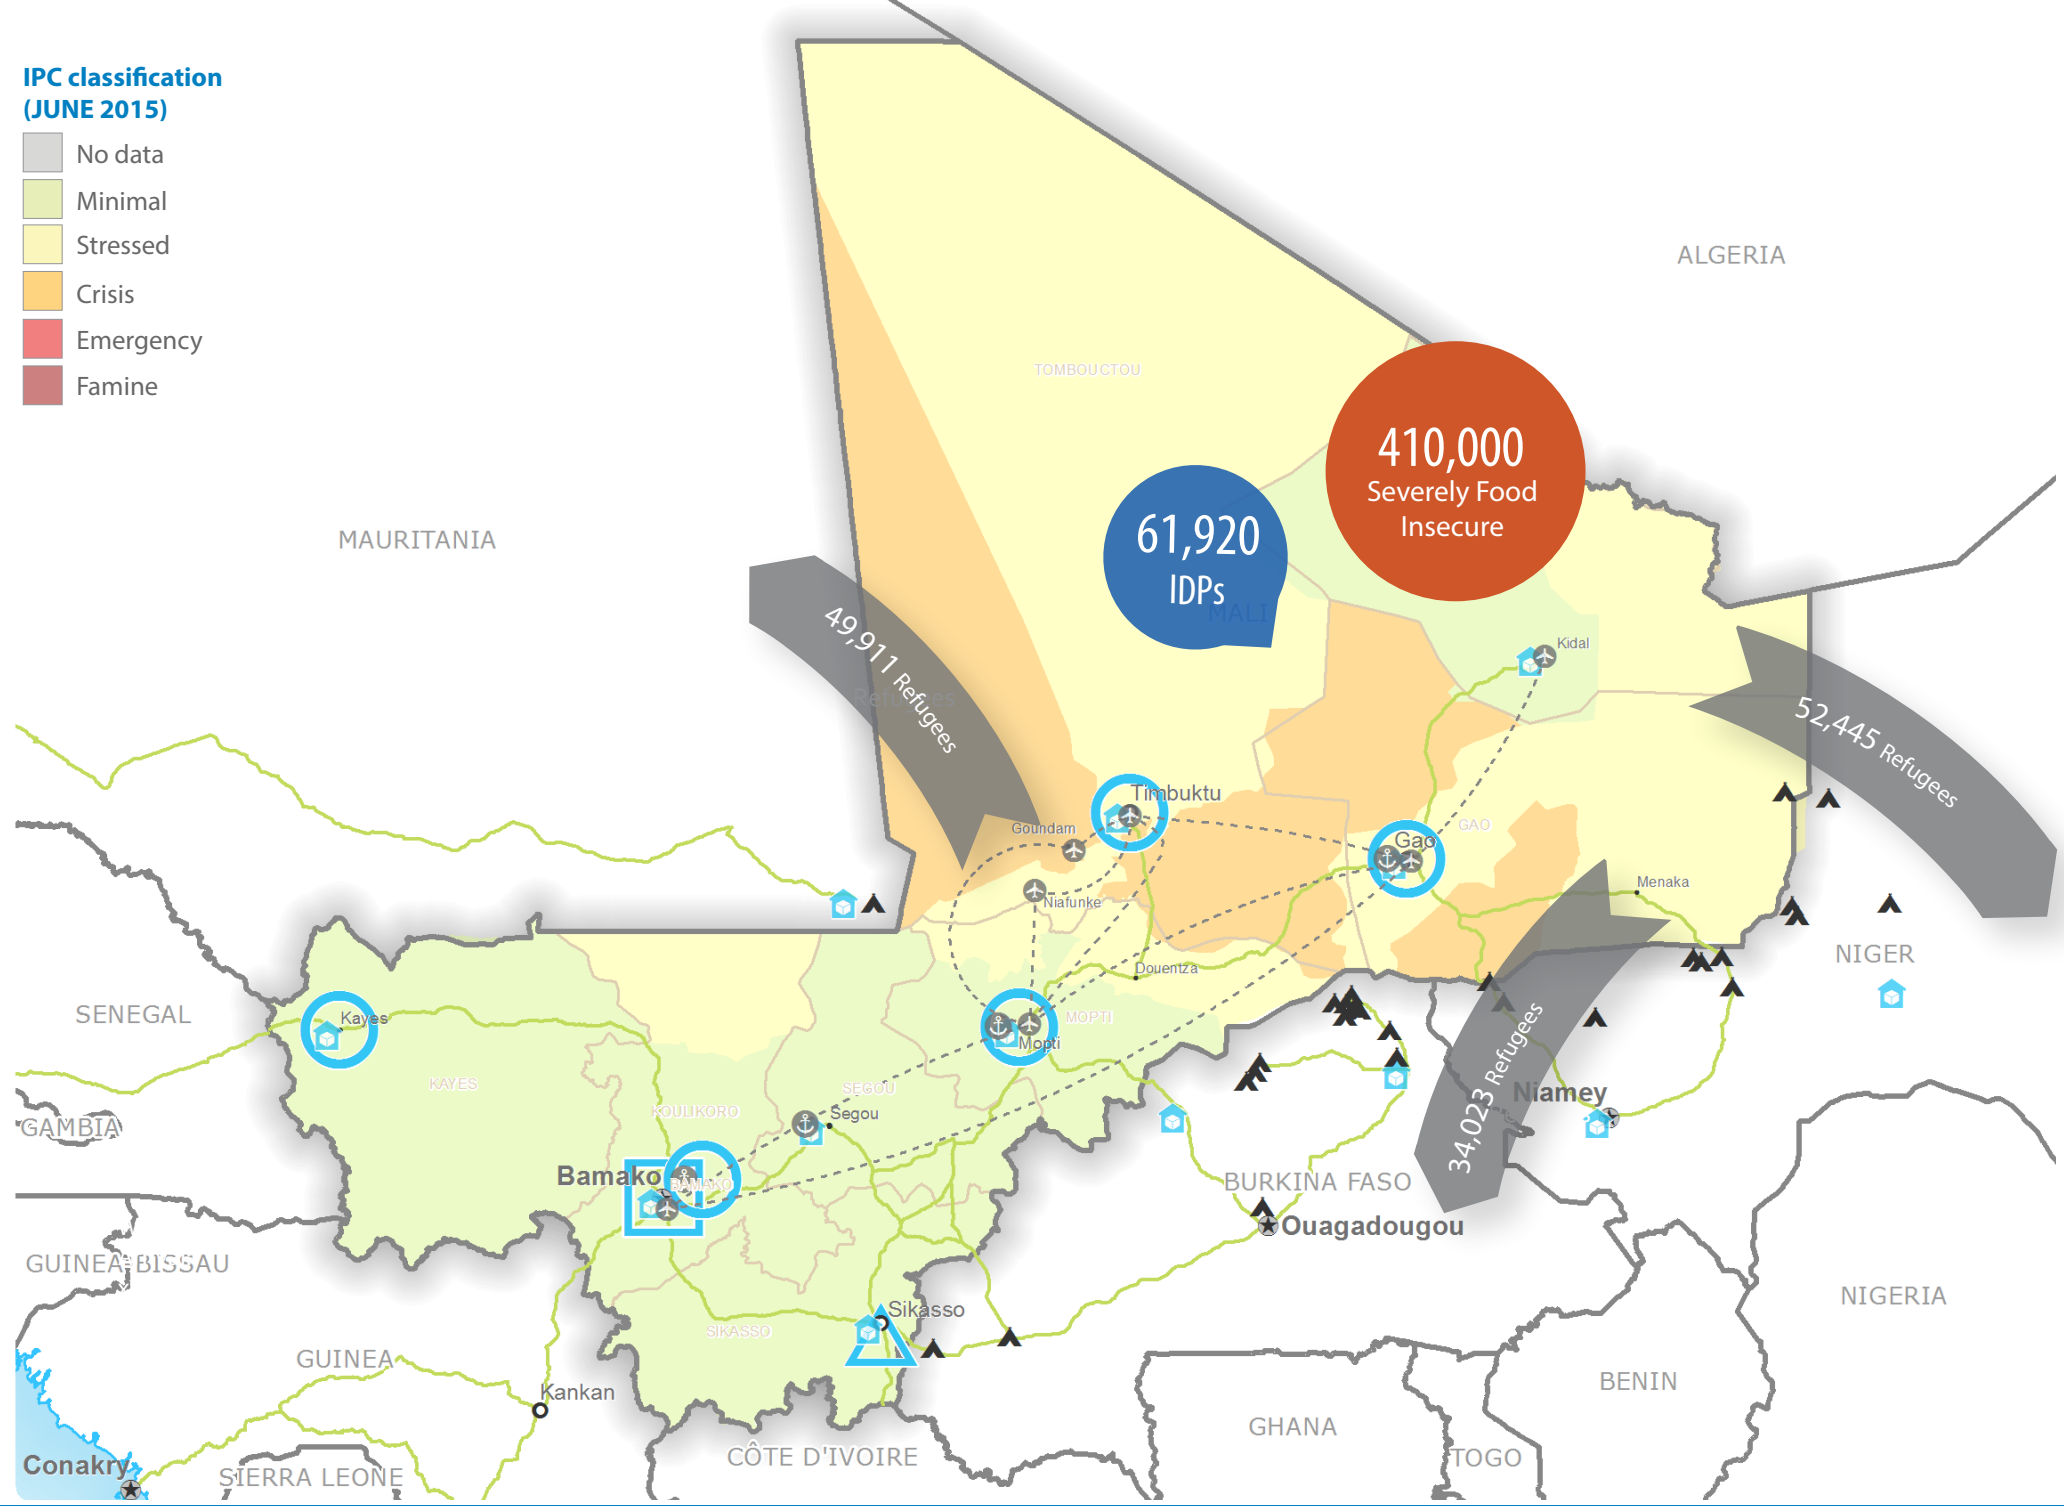 IPC classification
(JUNE 2015)
No data
Minimal
Stressed
Crisis
Emergency
Famine
ALGERIA
TOMBOUCTOU
410,000
Severely Food
Insecure
61,920
IDPs
MALI
MAURITANIA
49,911 Refugees
Refugees
Kidal
52,445 Refugees
Timbuktu
Goundam
GAO
Gao
Menaka
Niafunke
NIGER
Douentza
SENEGAL
Kayes
MOPTI
Mopti
KAYES
SEGOU
Segou
KOULIKORO
34,023 Refugees
Niamey
GAMBIA
Bamako
BAMAKO
BURKINA FASO
Ouagadougou
GUINEA-BISSAU
NIGERIA
Sikasso
SIKASSO
GUINEA
Kankan
BENIN
GHANA
CÔTE D'IVOIRE
TOGO
Conakry
SIERRA LEONE